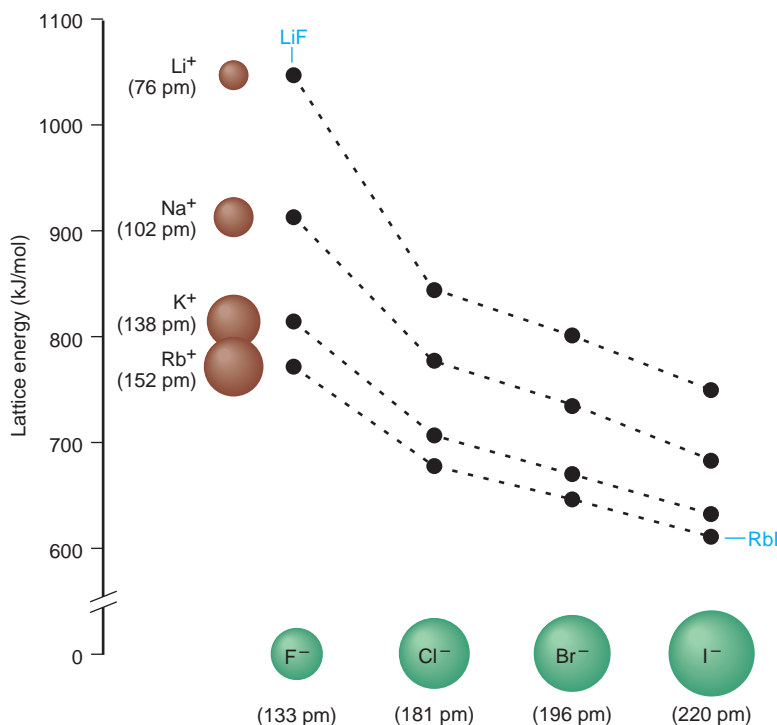 1100
LiF
Li⁺
(76 pm)
1000
Na⁺
(102 pm)
900
K⁺
(138 pm)
800
Rb⁺
(152 pm)
Lattice energy (kJ/mol)
700
600
RbI
0
F⁻ Cl⁻ Br⁻ I⁻
(133 pm) (181 pm) (196 pm) (220 pm)